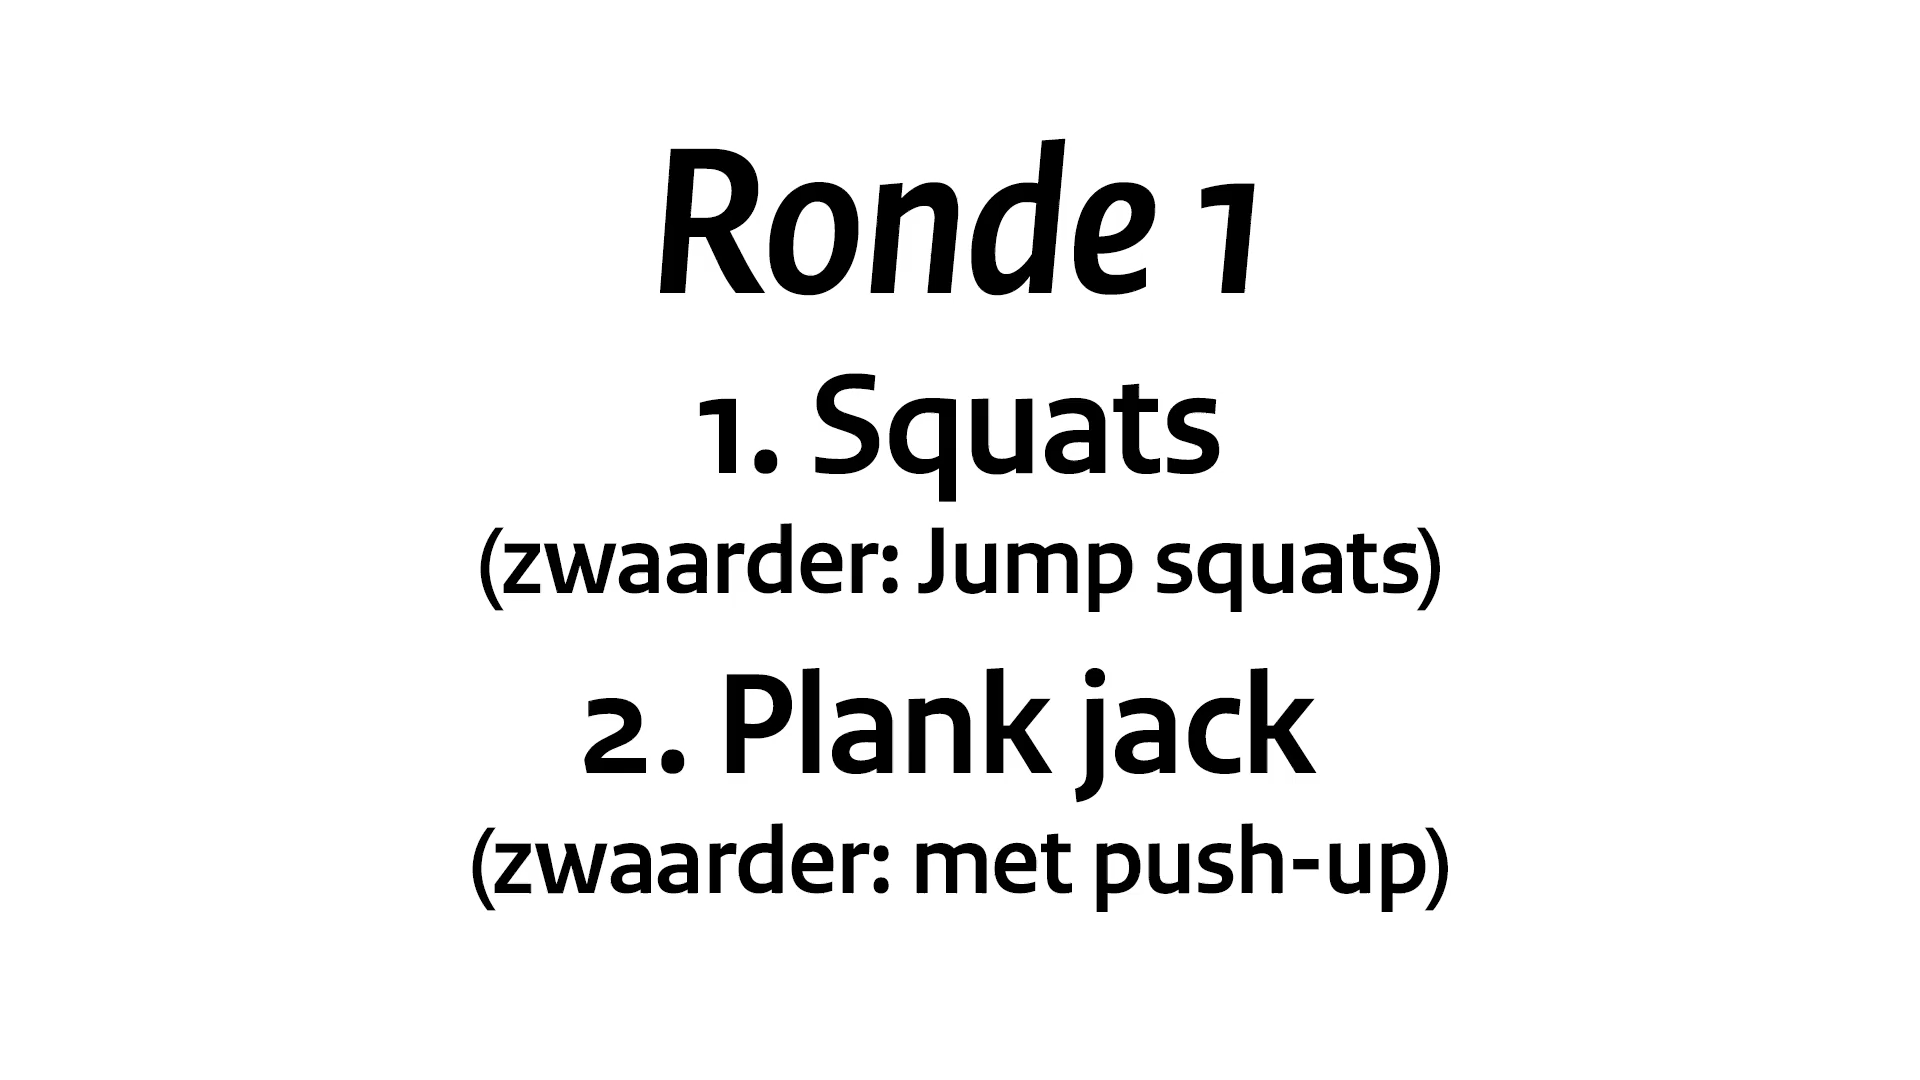 Ronde 1
1. Squats
(zwaarder: Jump squats)
2. Plank jack
(zwaarder: met push-up)